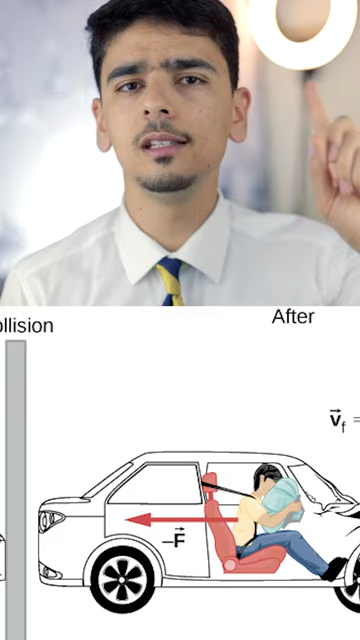 ollision
After
v⃗f =
–F⃗